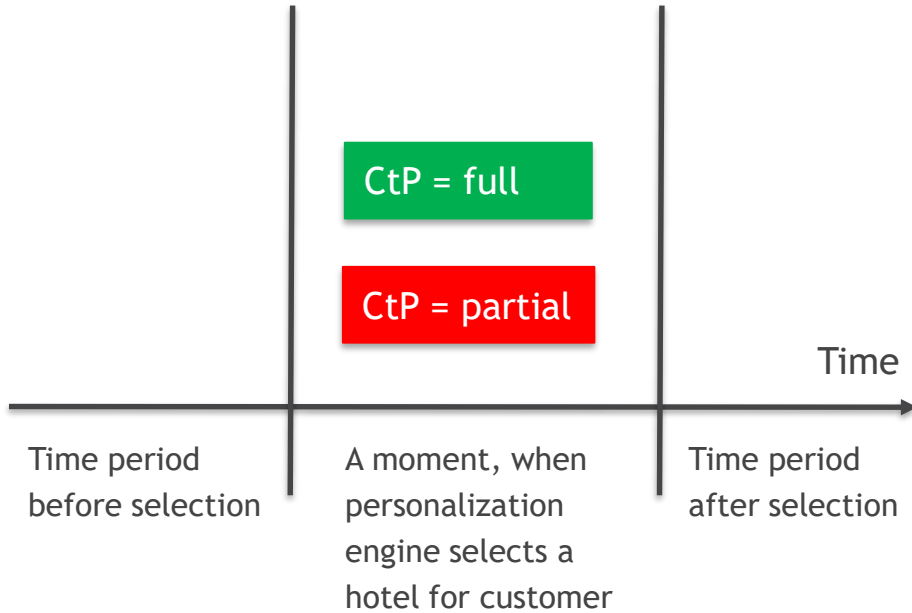 CtP = full
CtP = partial
Time
Time period
before selection
A moment, when
personalization
engine selects a
hotel for customer
Time period
after selection